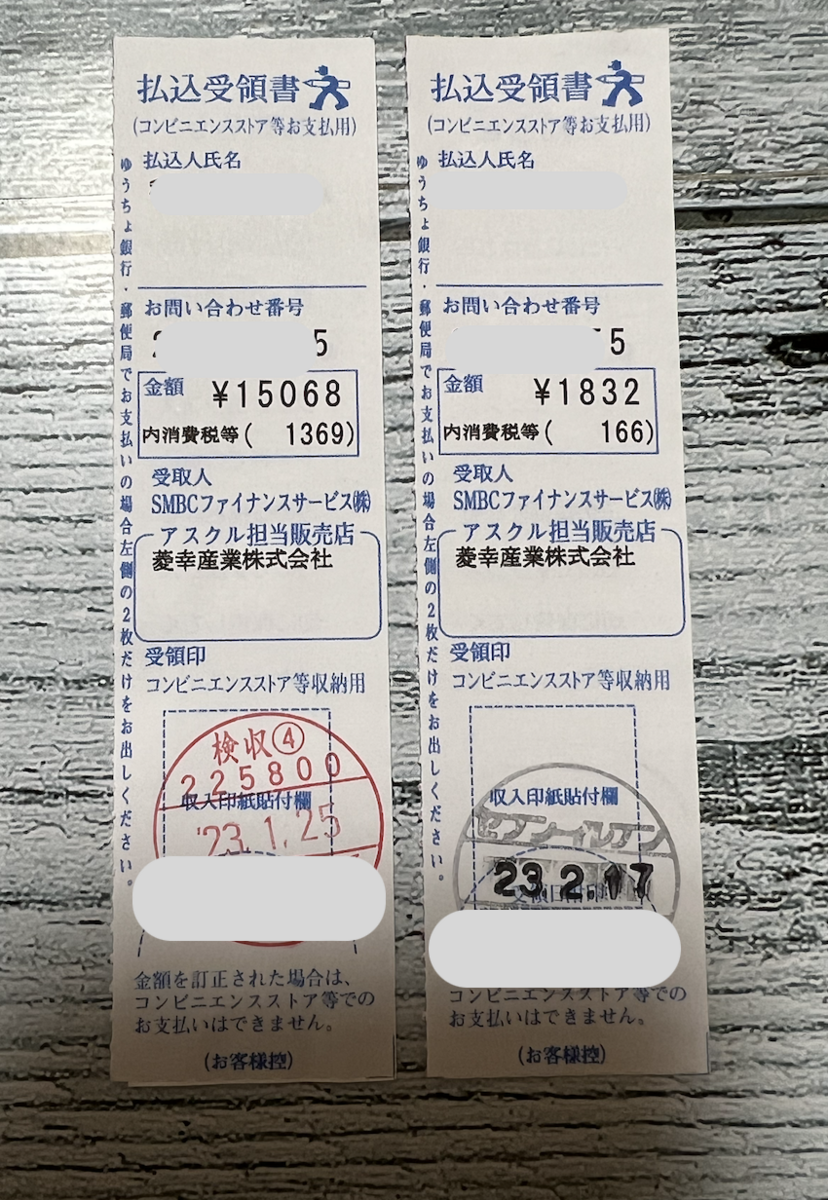 払込受領書
(コンビニエンスストア等お支払用)
払込人氏名
お問い合わせ番号
5
金額 ¥15068
内消費税等( 1369)
受取人
SMBCファイナンスサービス㈱
アスクル担当販売店
菱幸産業株式会社
受領印
コンビニエンスストア等収納用
検収④
225800
収入印紙貼付欄
'23.1.25
金額を訂正された場合は、
コンビニエンスストア等での
お支払いはできません。
(お客様控)
ゆうちょ銀行・郵便局でお支払いの場合左側の2枚だけをお出しください。
払込受領書
(コンビニエンスストア等お支払用)
払込人氏名
お問い合わせ番号
5
金額 ¥1832
内消費税等( 166)
受取人
SMBCファイナンスサービス㈱
アスクル担当販売店
菱幸産業株式会社
受領印
コンビニエンスストア等収納用
収入印紙貼付欄
セブン-イレブン
23.2.17
コンビニエンスストア等での
お支払いはできません。
(お客様控)
ゆうちょ銀行・郵便局でお支払いの場合左側の2枚だけをお出しください。